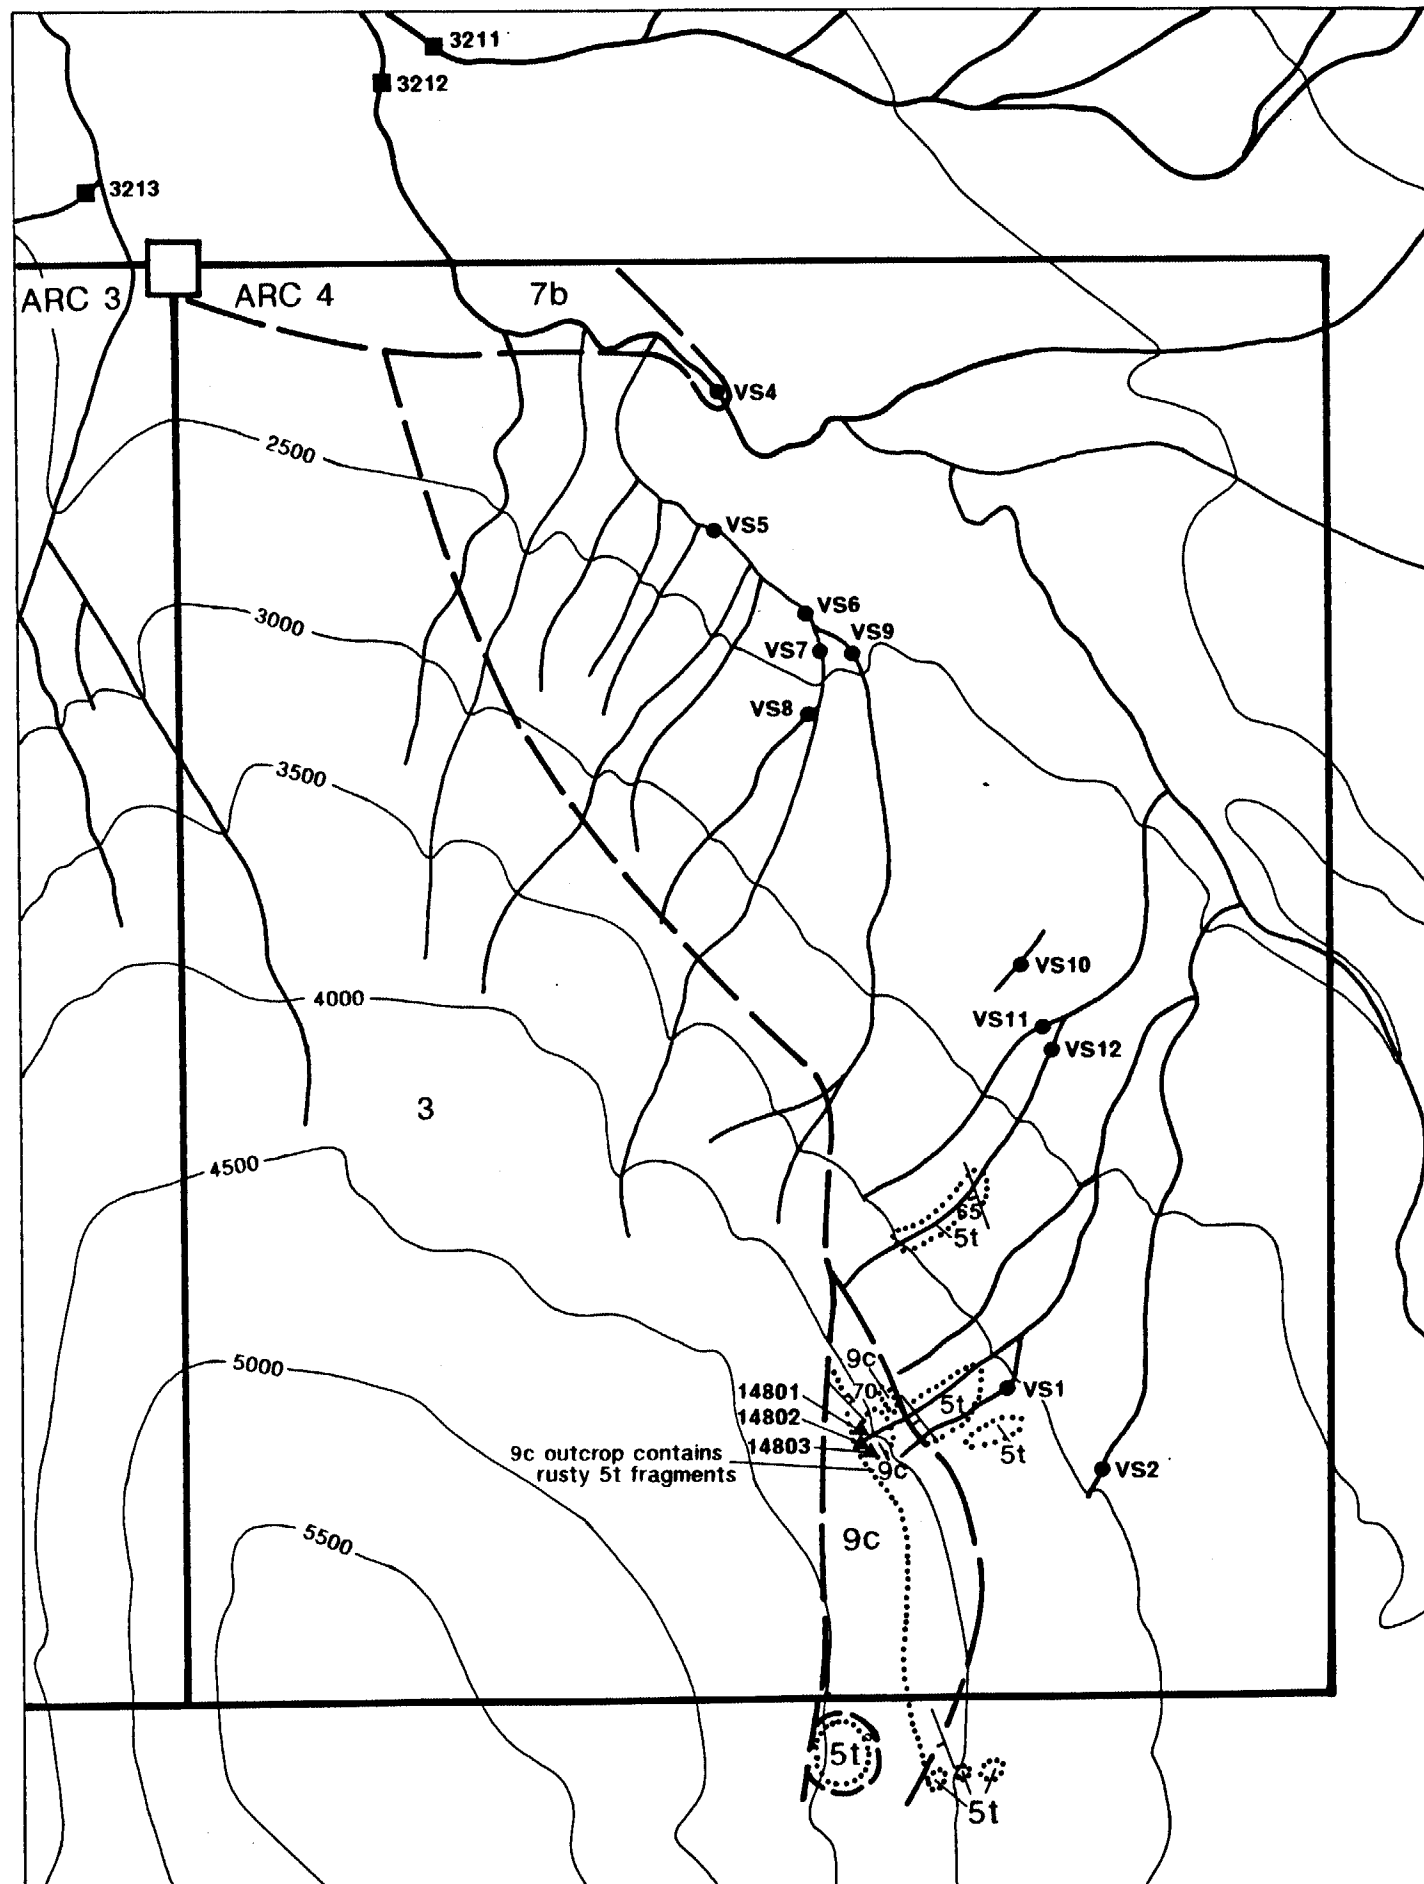 3211
3212
3213
ARC 3
ARC 4
7b
VS4
2500
VS5
3000
VS6
VS9
VS7
VS8
3500
VS10
4000
VS11
VS12
3
4500
65
5t
9c
5000
14801
70
VS1
5t
14802
14803
5t
9c outcrop contains
rusty 5t fragments
9c
VS2
5500
9c
5t
5t